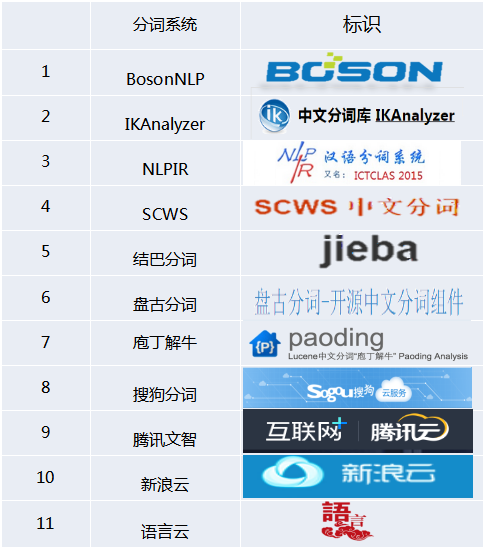 分词系统 标识
1 BosonNLP BOSON
2 IKAnalyzer ik 中文分词库 IKAnalyzer
3 NLPIR NLPIR 汉语分词系统
又名： ICTCLAS 2015
4 SCWS SCWS 中文分词
5 结巴分词 jieba
6 盘古分词 盘古分词-开源中文分词组件
7 庖丁解牛 {P} paoding
Lucene中文分词“庖丁解牛” Paoding Analysis
8 搜狗分词 Sogou搜狗 云服务
9 腾讯文智 互联网+ 腾讯云
10 新浪云 新浪云
11 语言云 語言